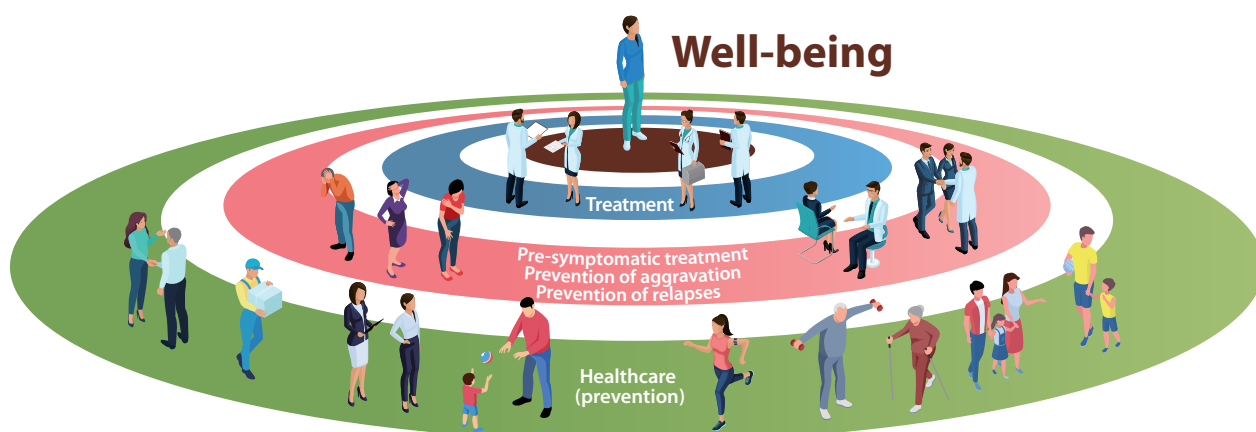 Well-being
Treatment
Pre-symptomatic treatment
Prevention of aggravation
Prevention of relapses
Healthcare
(prevention)